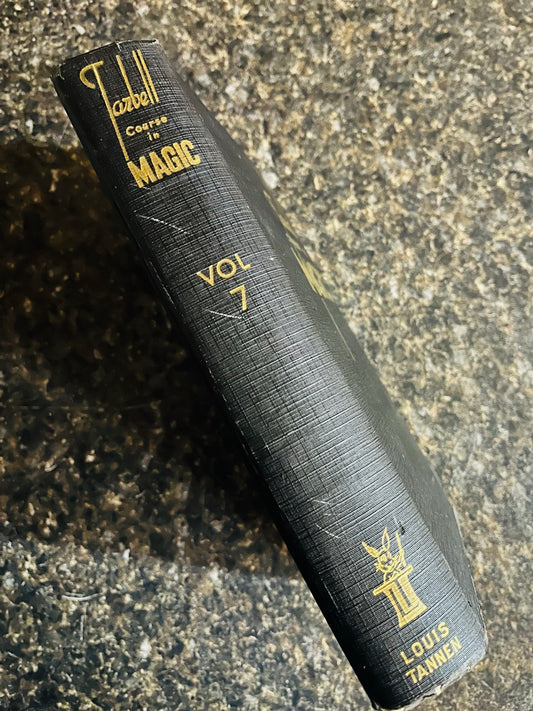 Tarbell
Course
in
MAGIC
VOL
7
LOUIS
TANNEN